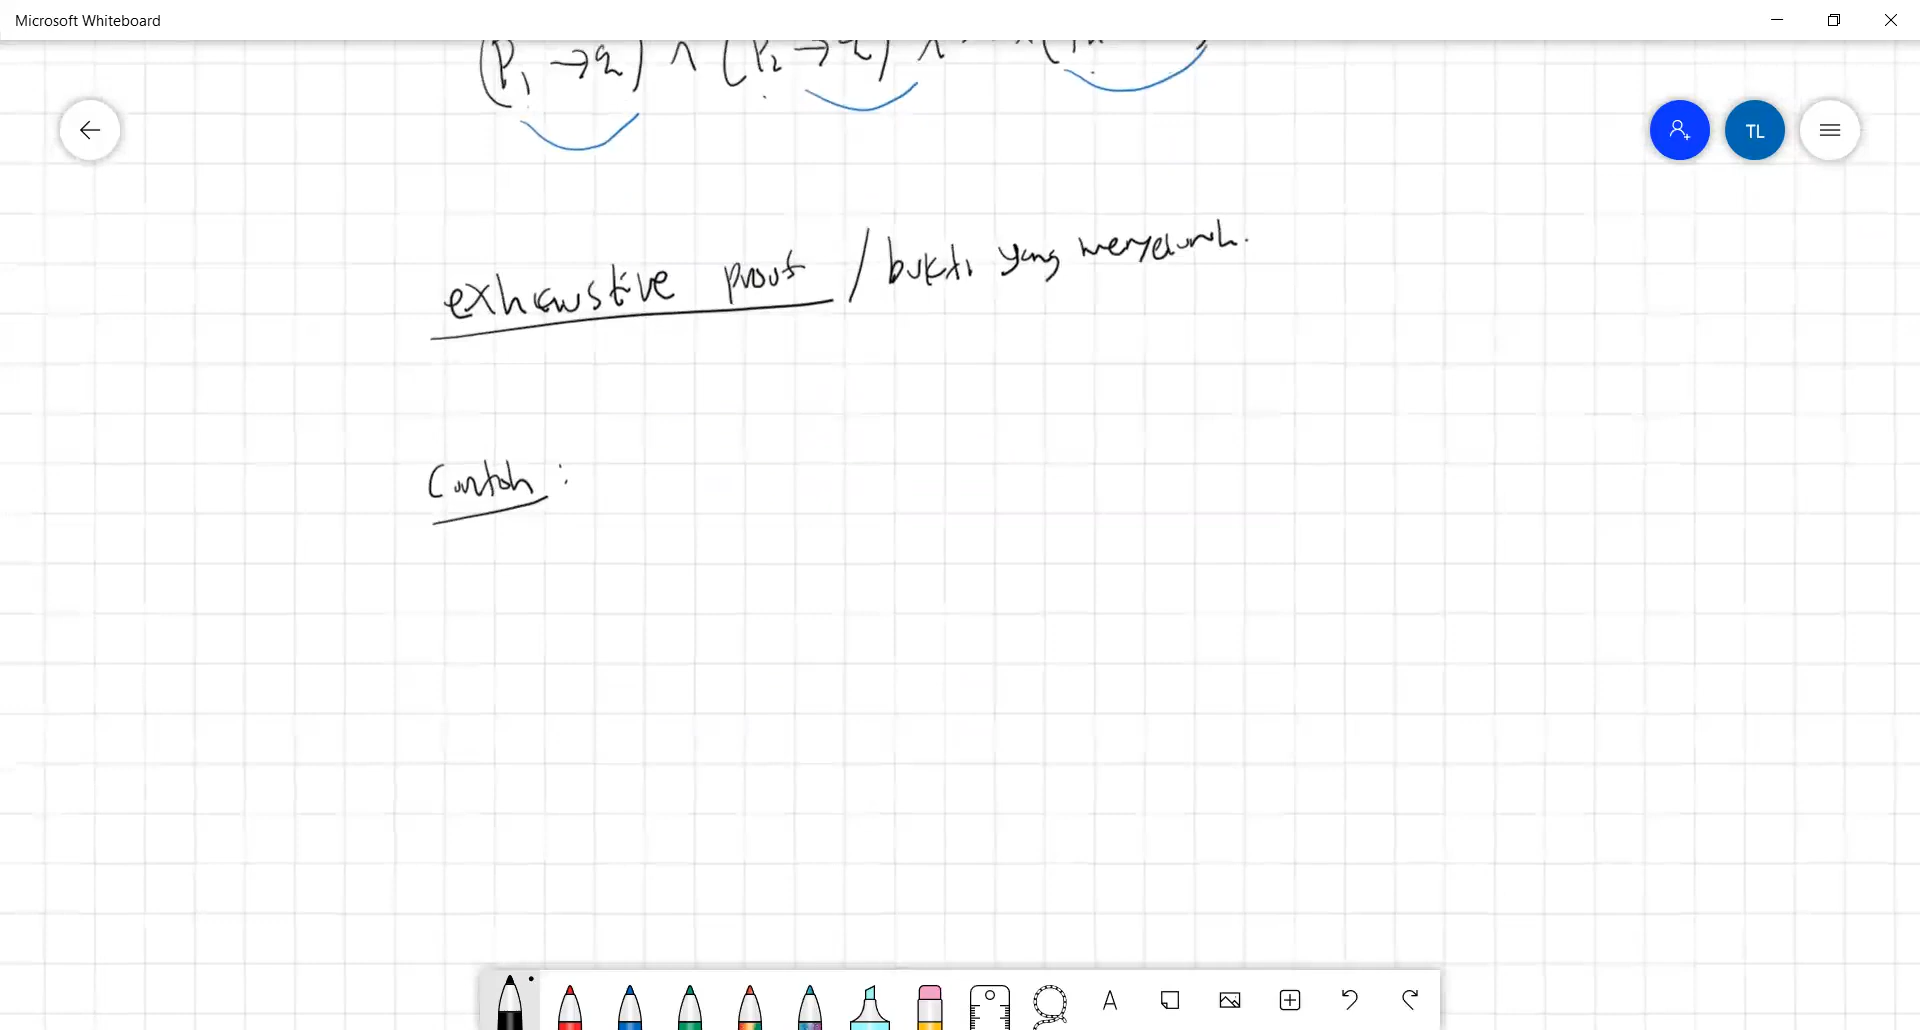 Microsoft Whiteboard
(P₁ → q) ∧ (P₂ → q) ∧
TL
exhaustive proof / bukti yang menyeluruh.
Contoh :